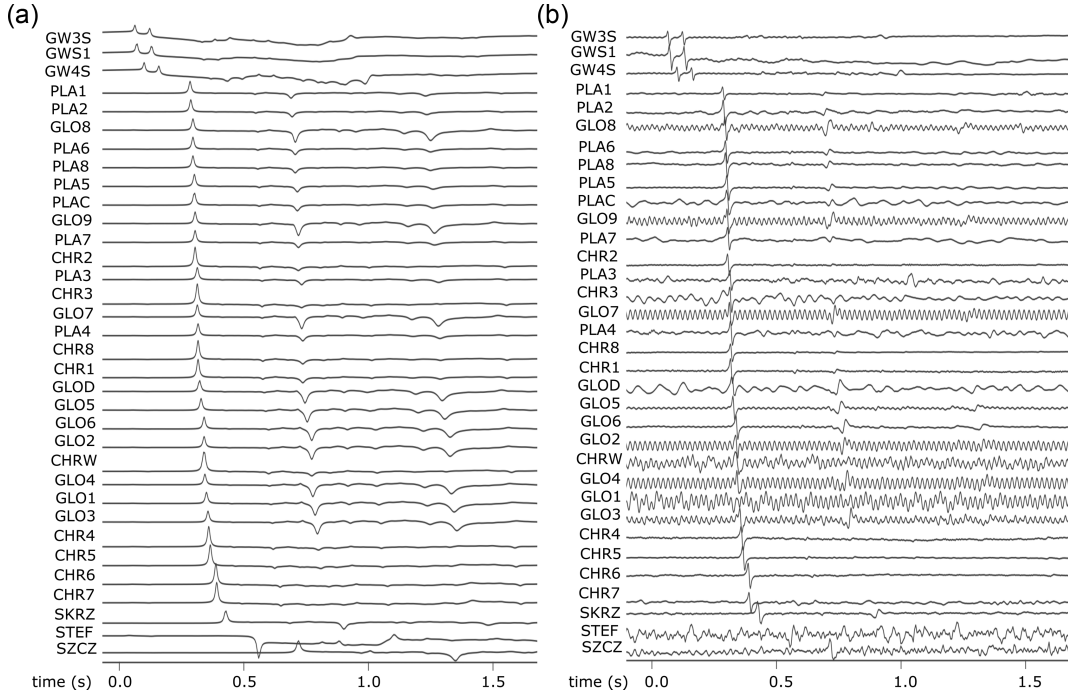 (a)
GW3S
GWS1
GW4S
PLA1
PLA2
GLO8
PLA6
PLA8
PLA5
PLAC
GLO9
PLA7
CHR2
PLA3
CHR3
GLO7
PLA4
CHR8
CHR1
GLOD
GLO5
GLO6
GLO2
CHRW
GLO4
GLO1
GLO3
CHR4
CHR5
CHR6
CHR7
SKRZ
STEF
SZCZ
time (s) 0.0 0.5 1.0 1.5
(b)
GW3S
GWS1
GW4S
PLA1
PLA2
GLO8
PLA6
PLA8
PLA5
PLAC
GLO9
PLA7
CHR2
PLA3
CHR3
GLO7
PLA4
CHR8
CHR1
GLOD
GLO5
GLO6
GLO2
CHRW
GLO4
GLO1
GLO3
CHR4
CHR5
CHR6
CHR7
SKRZ
STEF
SZCZ
time (s) 0.0 0.5 1.0 1.5